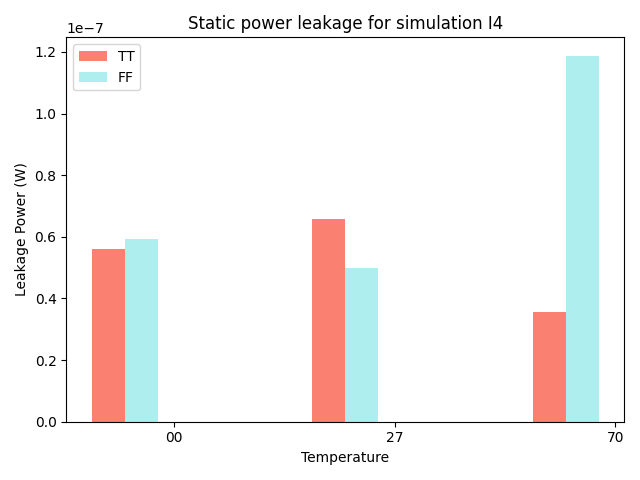 Static power leakage for simulation I4
1e−7
TT
FF
1.2
1.0
0.8
0.6
0.4
0.2
0.0
Leakage Power (W)
00
27
70
Temperature